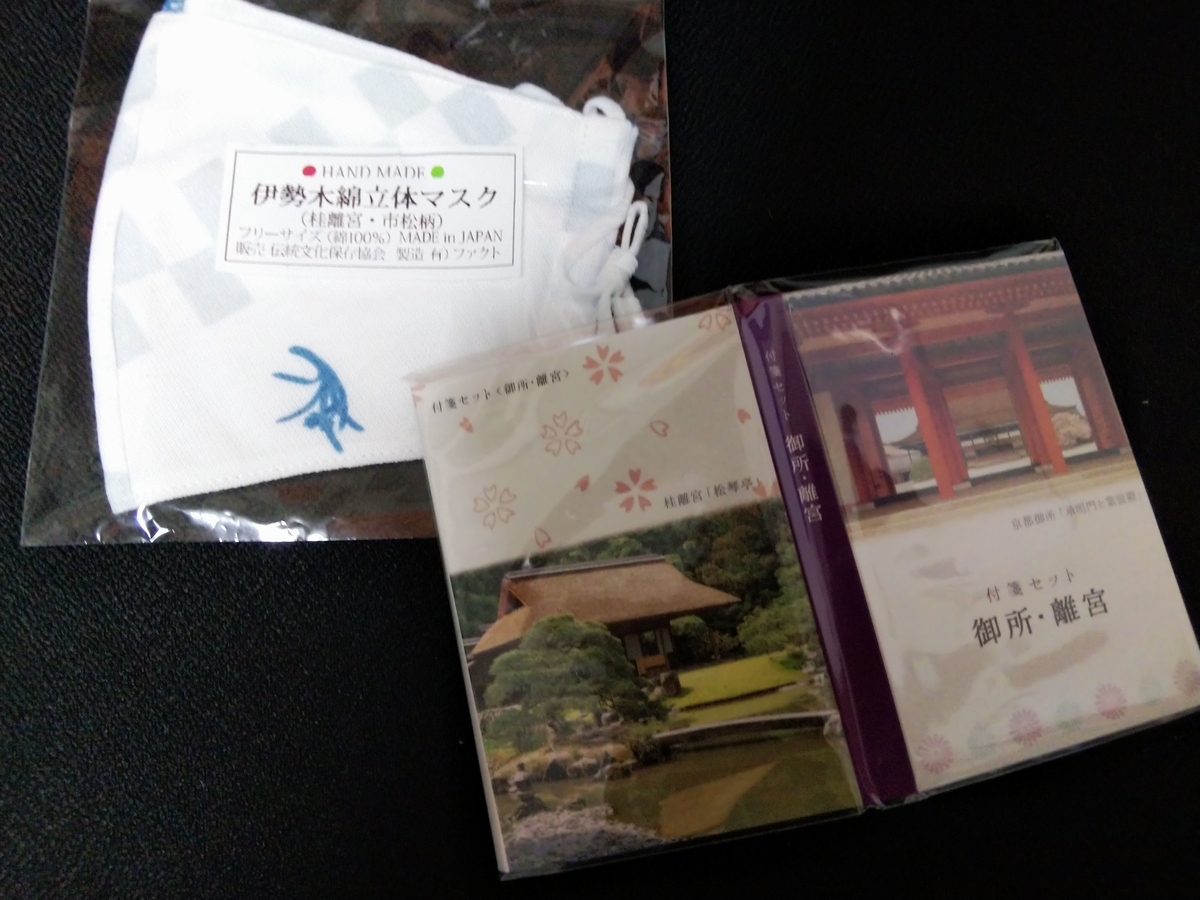 HAND MADE
伊勢木綿立体マスク
(桂離宮・市松柄)
フリーサイズ(綿100%) MADE in JAPAN
販売 伝統文化保存協会 製造 有)ファクト
付箋セット<御所・離宮>
桂離宮「松琴亭」
付箋セット 御所・離宮
京都御所「承明門と紫宸殿」
付箋セット
御所・離宮